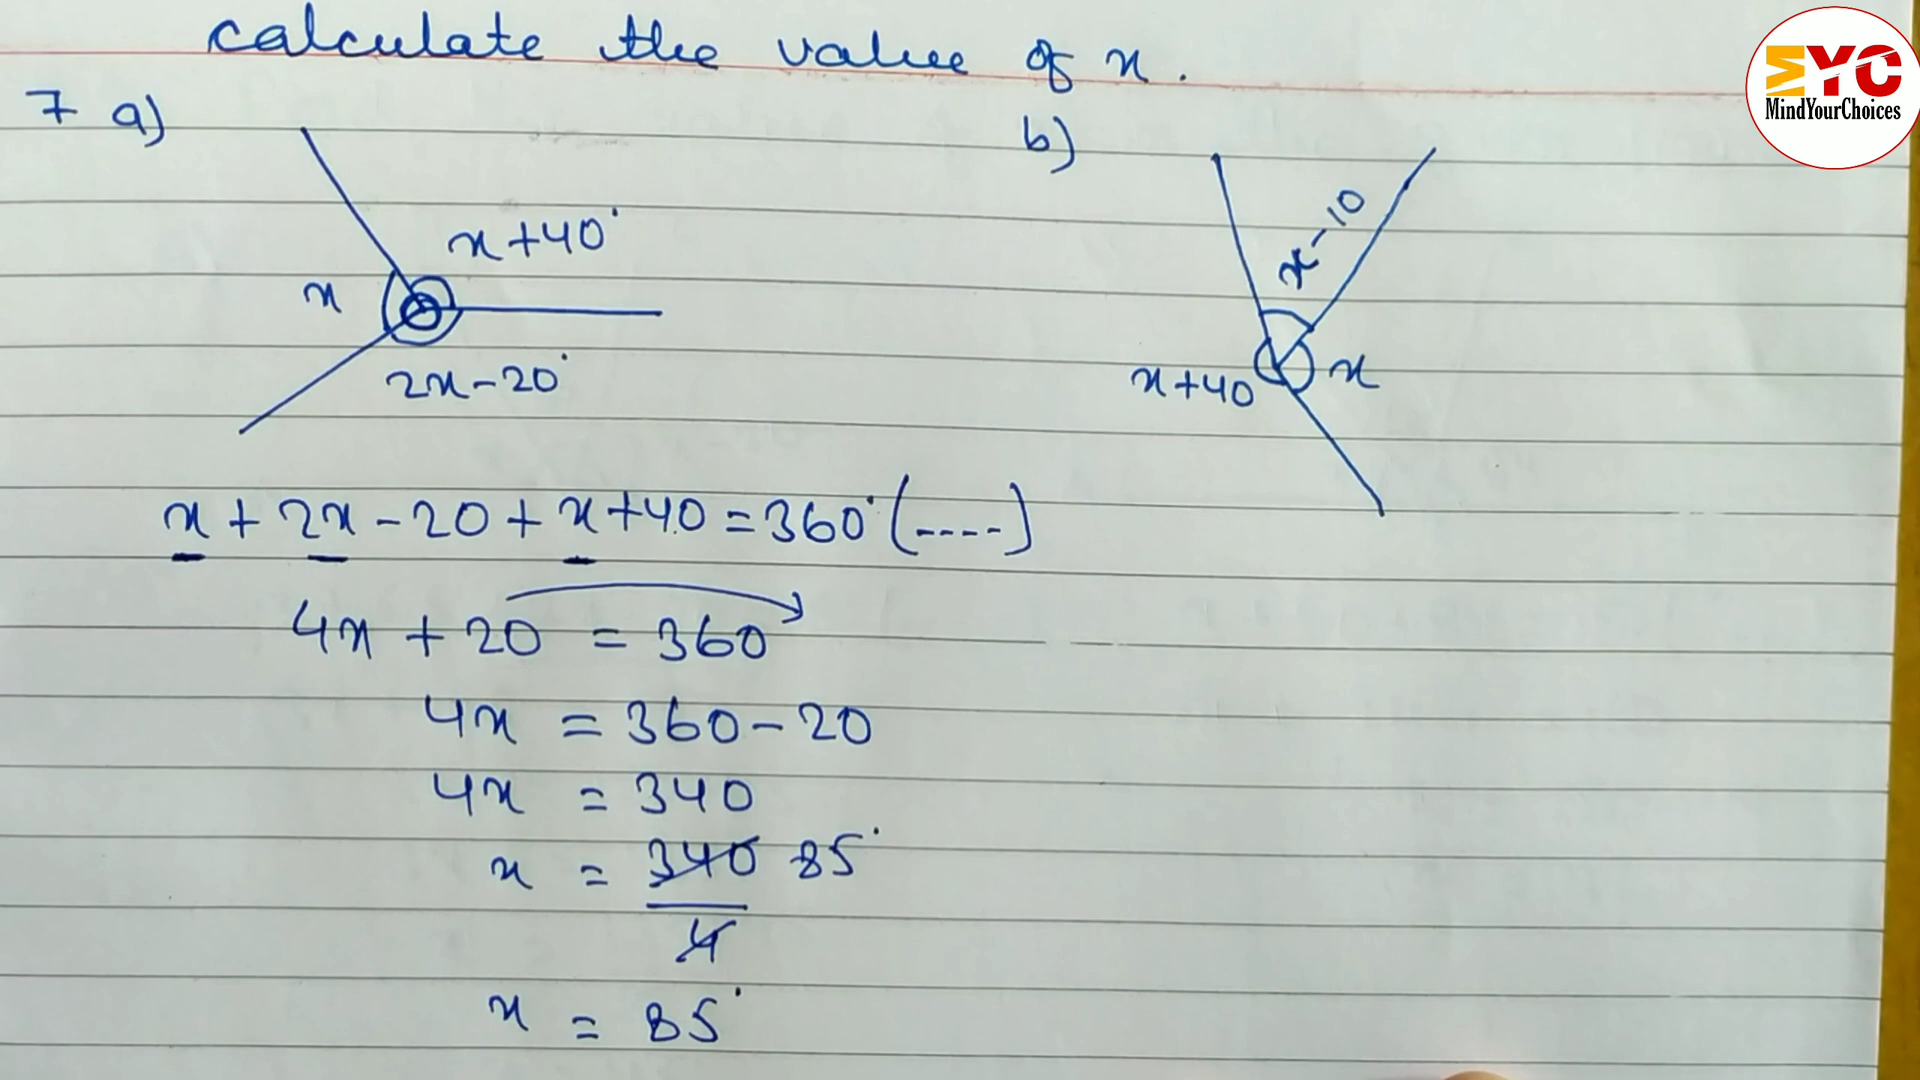 calculate the value of x.
7 a)
x+40°
x
2x-20°
b)
x-10
x+40
x
x + 2x - 20 + x + 40 = 360° (----)
4x + 20 = 360
4x = 360 - 20
4x = 340
x = 340/4 85°
x = 85°
MYC
MindYourChoices